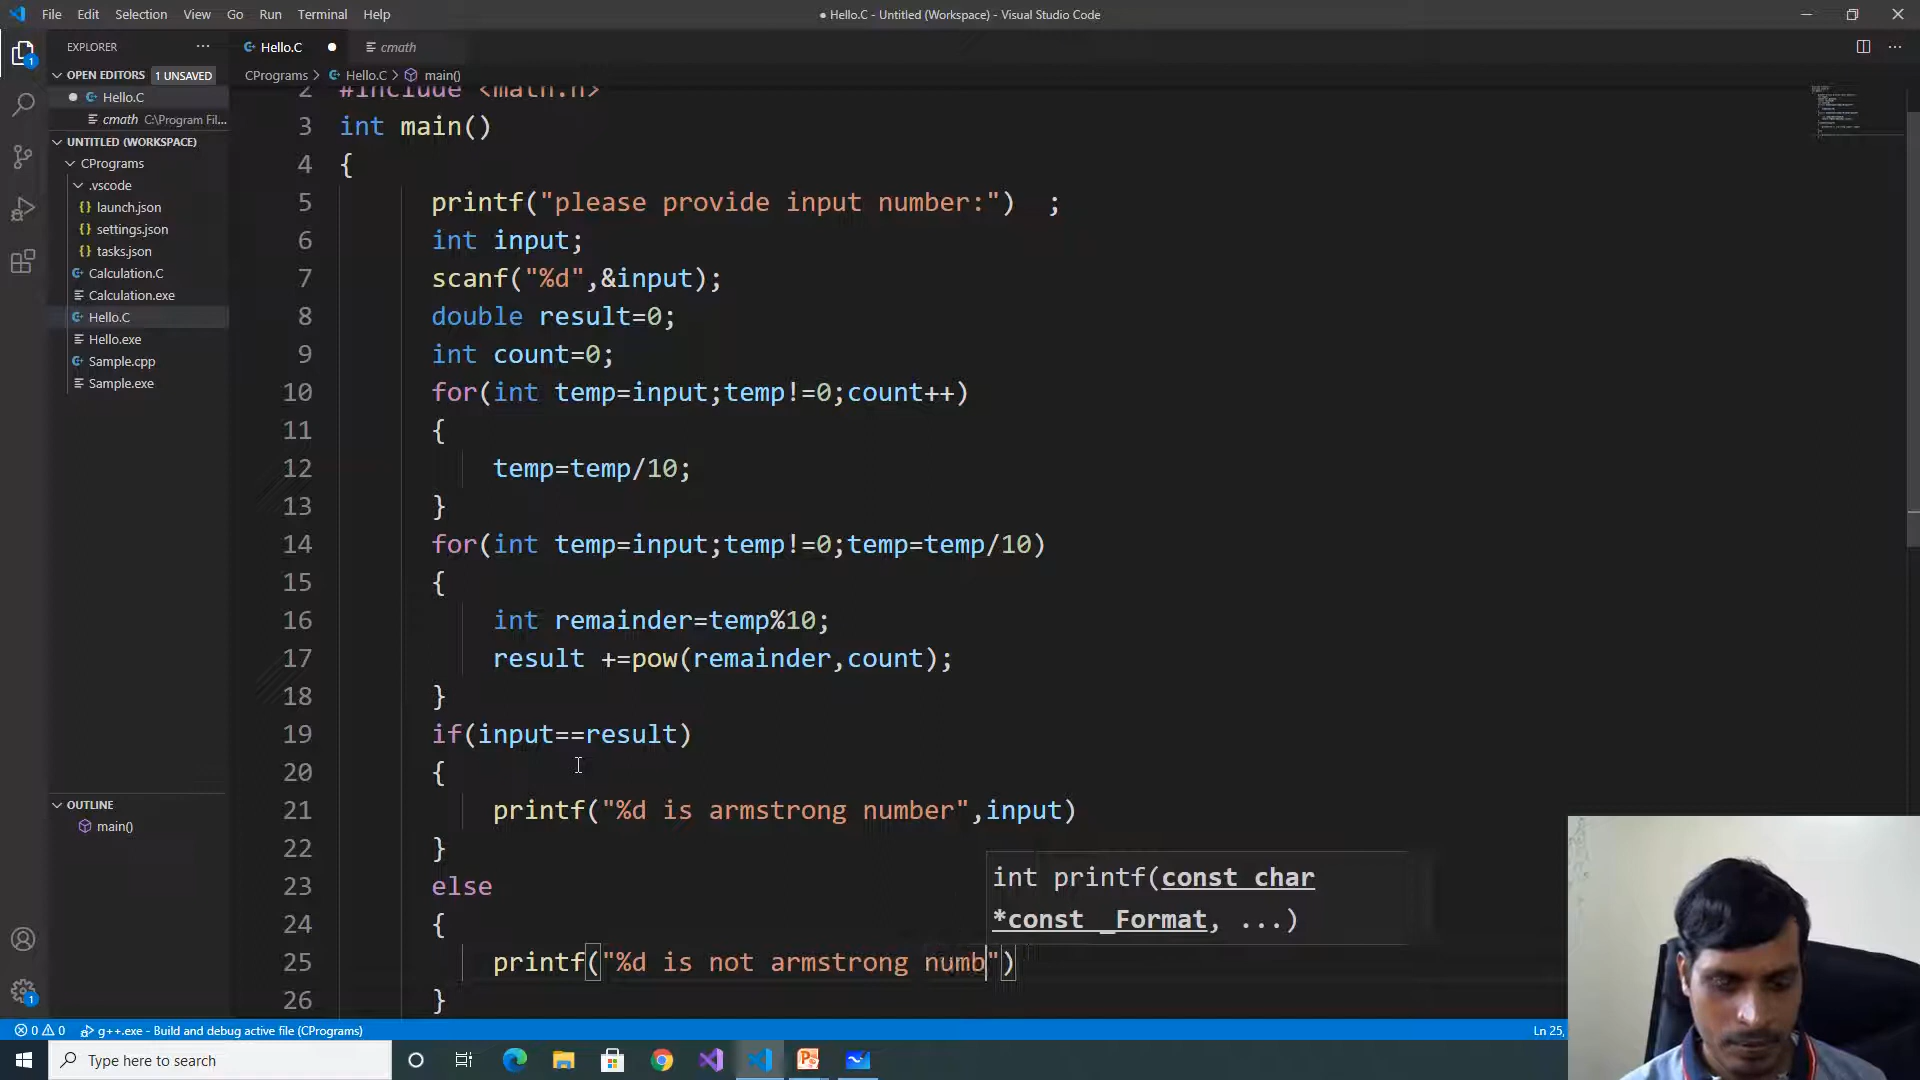 File Edit Selection View Go Run Terminal Help
● Hello.C - Untitled (Workspace) - Visual Studio Code
EXPLORER
OPEN EDITORS 1 UNSAVED
Hello.C
cmath C:\Program Fil...
UNTITLED (WORKSPACE)
CPrograms
.vscode
launch.json
settings.json
tasks.json
Calculation.C
Calculation.exe
Hello.C
Hello.exe
Sample.cpp
Sample.exe
OUTLINE
main()
Hello.C
cmath
CPrograms > Hello.C > main()
2 #include <math.h>
3 int main()
4 {
5 printf("please provide input number:")  ;
6 int input;
7 scanf("%d",&input);
8 double result=0;
9 int count=0;
10 for(int temp=input;temp!=0;count++)
11 {
12 temp=temp/10;
13 }
14 for(int temp=input;temp!=0;temp=temp/10)
15 {
16 int remainder=temp%10;
17 result +=pow(remainder,count);
18 }
19 if(input==result)
20 {
21 printf("%d is armstrong number",input)
22 }
23 else
24 {
25 printf("%d is not armstrong numb")
26 }
int printf(const char
*const _Format, ...)
0 0 g++.exe - Build and debug active file (CPrograms)
Ln 25,
Type here to search